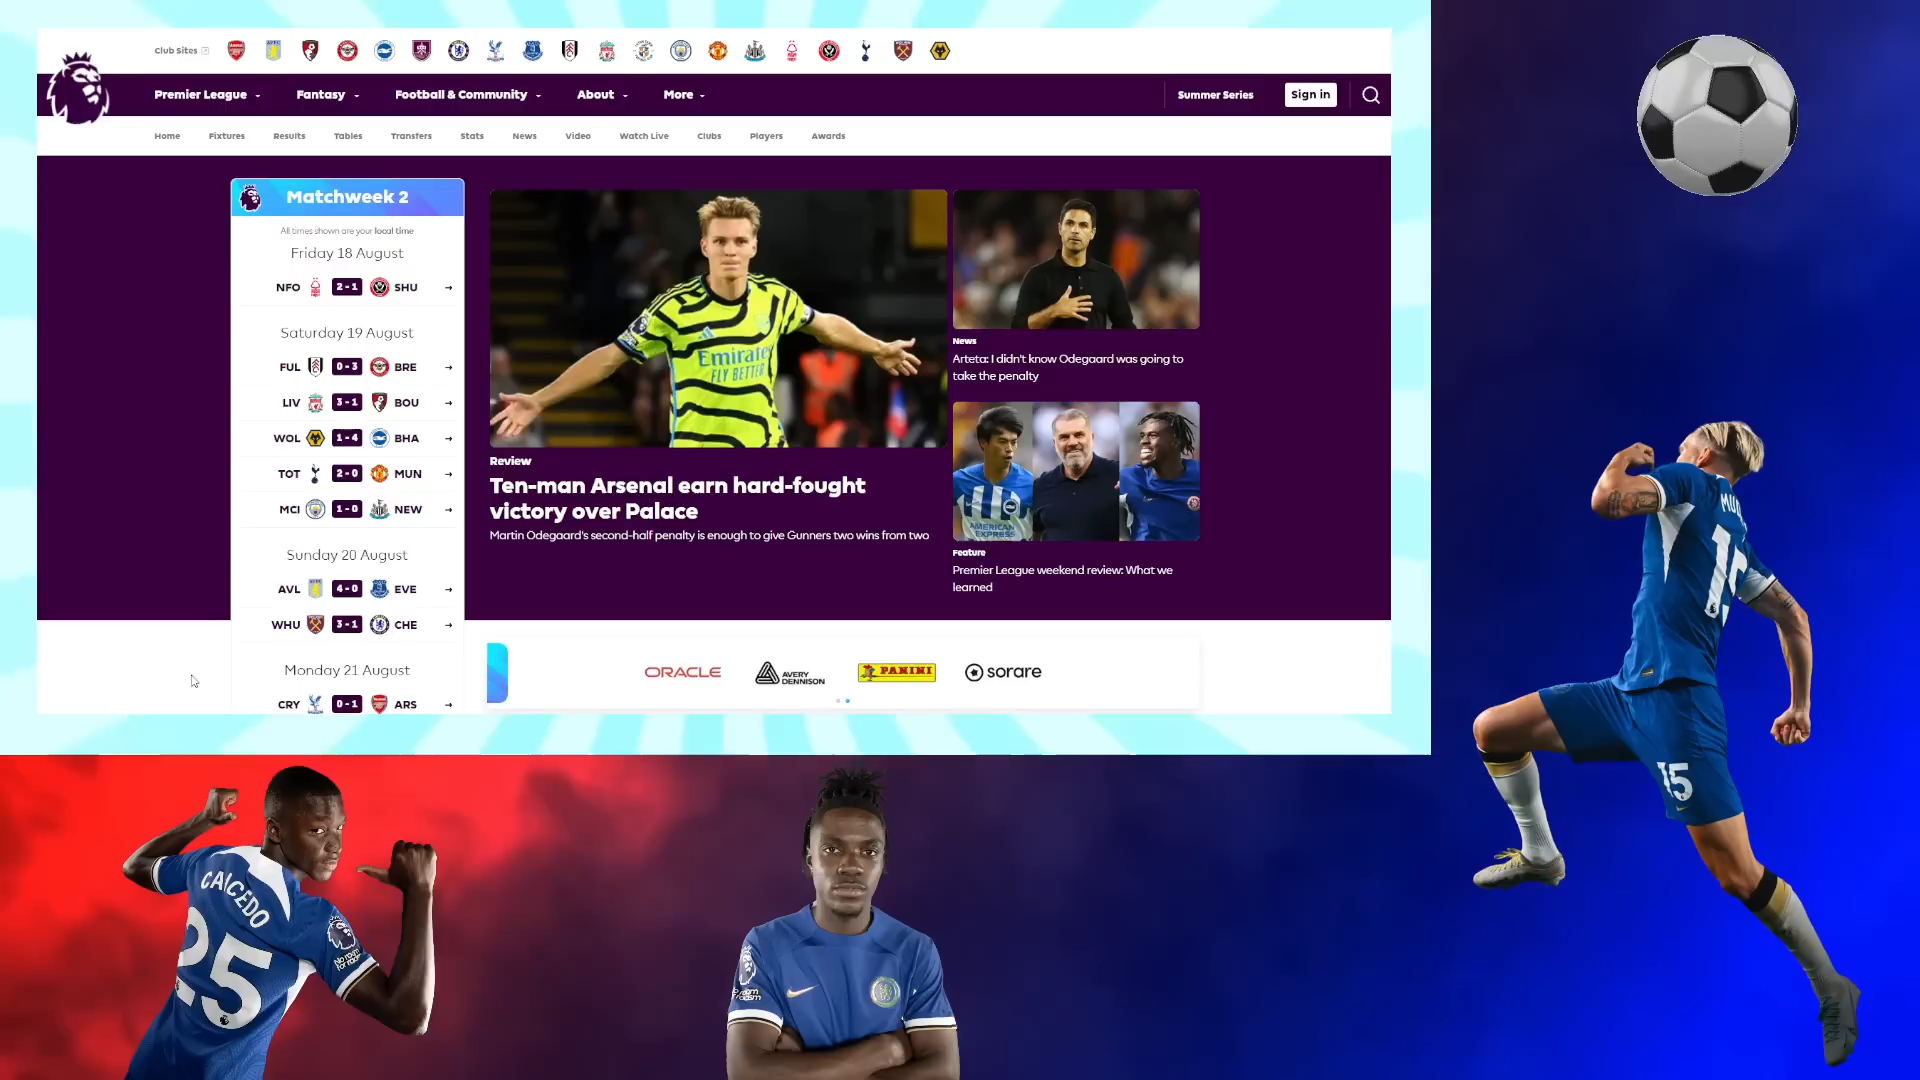 Club Sites
Premier League
Fantasy
Football & Community
About
More
Summer Series
Sign in
Home
Fixtures
Results
Tables
Transfers
Stats
News
Video
Watch Live
Clubs
Players
Awards
Matchweek 2
All times shown are your local time
Friday 18 August
NFO 2 - 1 SHU
Saturday 19 August
FUL 0 - 3 BRE
LIV 3 - 1 BOU
WOL 1 - 4 BHA
TOT 2 - 0 MUN
MCI 1 - 0 NEW
Sunday 20 August
AVL 4 - 0 EVE
WHU 3 - 1 CHE
Monday 21 August
CRY 0 - 1 ARS
Emirates
FLY BETTER
Review
Ten-man Arsenal earn hard-fought
victory over Palace
Martin Odegaard's second-half penalty is enough to give Gunners two wins from two
News
Arteta: I didn't know Odegaard was going to
take the penalty
AMERICAN
EXPRESS
Feature
Premier League weekend review: What we
learned
ORACLE
AVERY
DENNISON
PANINI
sorare
15
15
CAICEDO
25
No room
for racism